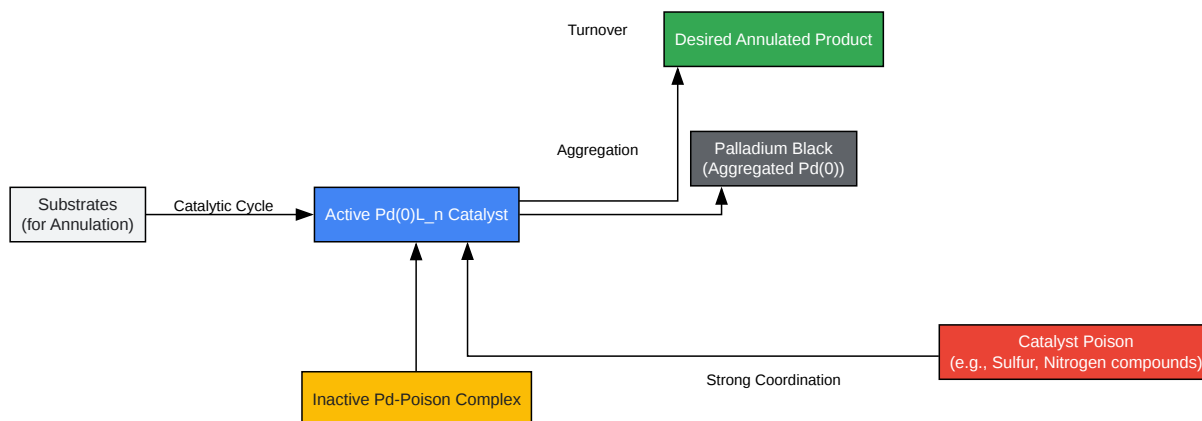 Turnover
Desired Annulated Product
Aggregation
Palladium Black
(Aggregated Pd(0))
Substrates
(for Annulation)
Catalytic Cycle
Active Pd(0)L_n Catalyst
Catalyst Poison
(e.g., Sulfur, Nitrogen compounds)
Strong Coordination
Inactive Pd-Poison Complex